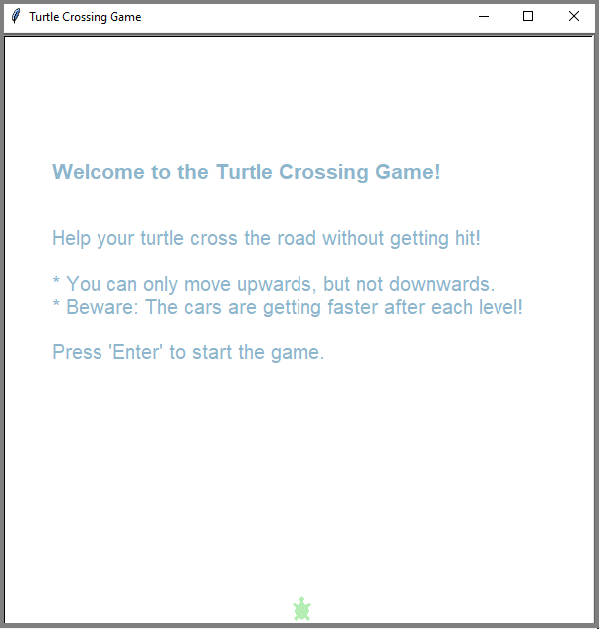 Turtle Crossing Game
Welcome to the Turtle Crossing Game!
Help your turtle cross the road without getting hit!
* You can only move upwards, but not downwards.
* Beware: The cars are getting faster after each level!
Press 'Enter' to start the game.